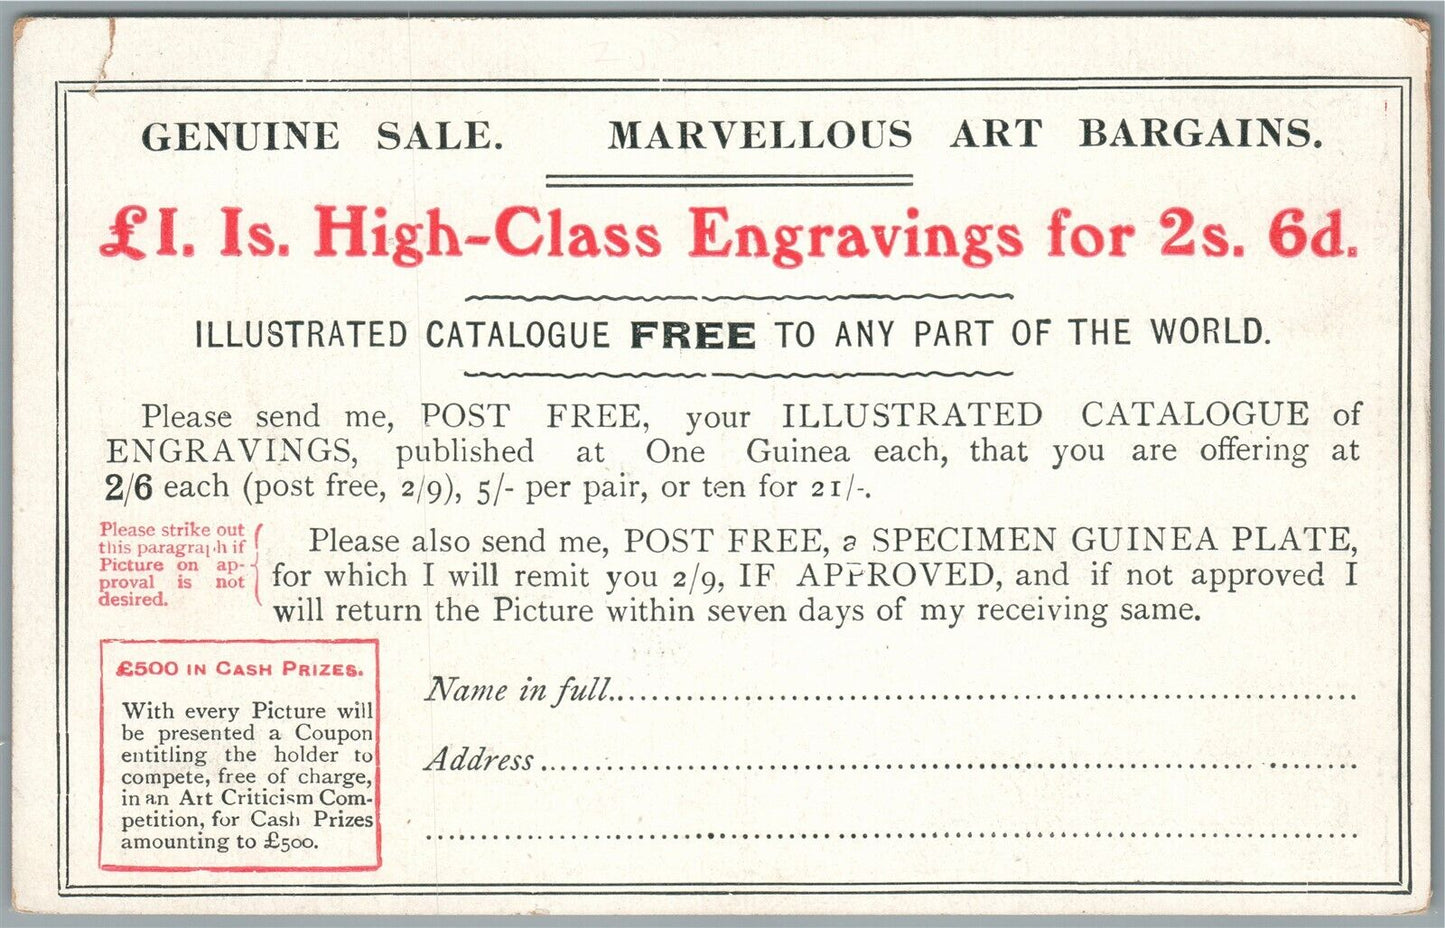 GENUINE SALE. MARVELLOUS ART BARGAINS.
£1. 1s. High-Class Engravings for 2s. 6d.
ILLUSTRATED CATALOGUE FREE TO ANY PART OF THE WORLD.
Please send me, POST FREE, your ILLUSTRATED CATALOGUE of
ENGRAVINGS, published at One Guinea each, that you are offering at
2/6 each (post free, 2/9), 5/- per pair, or ten for 21/-.
Please strike out
this paragraph if
Picture on ap-
proval is not
desired.
Please also send me, POST FREE, a SPECIMEN GUINEA PLATE,
for which I will remit you 2/9, IF APPROVED, and if not approved I
will return the Picture within seven days of my receiving same.
£500 IN CASH PRIZES.
With every Picture will
be presented a Coupon
entitling the holder to
compete, free of charge,
in an Art Criticism Com-
petition, for Cash Prizes
amounting to £500.
Name in full
Address